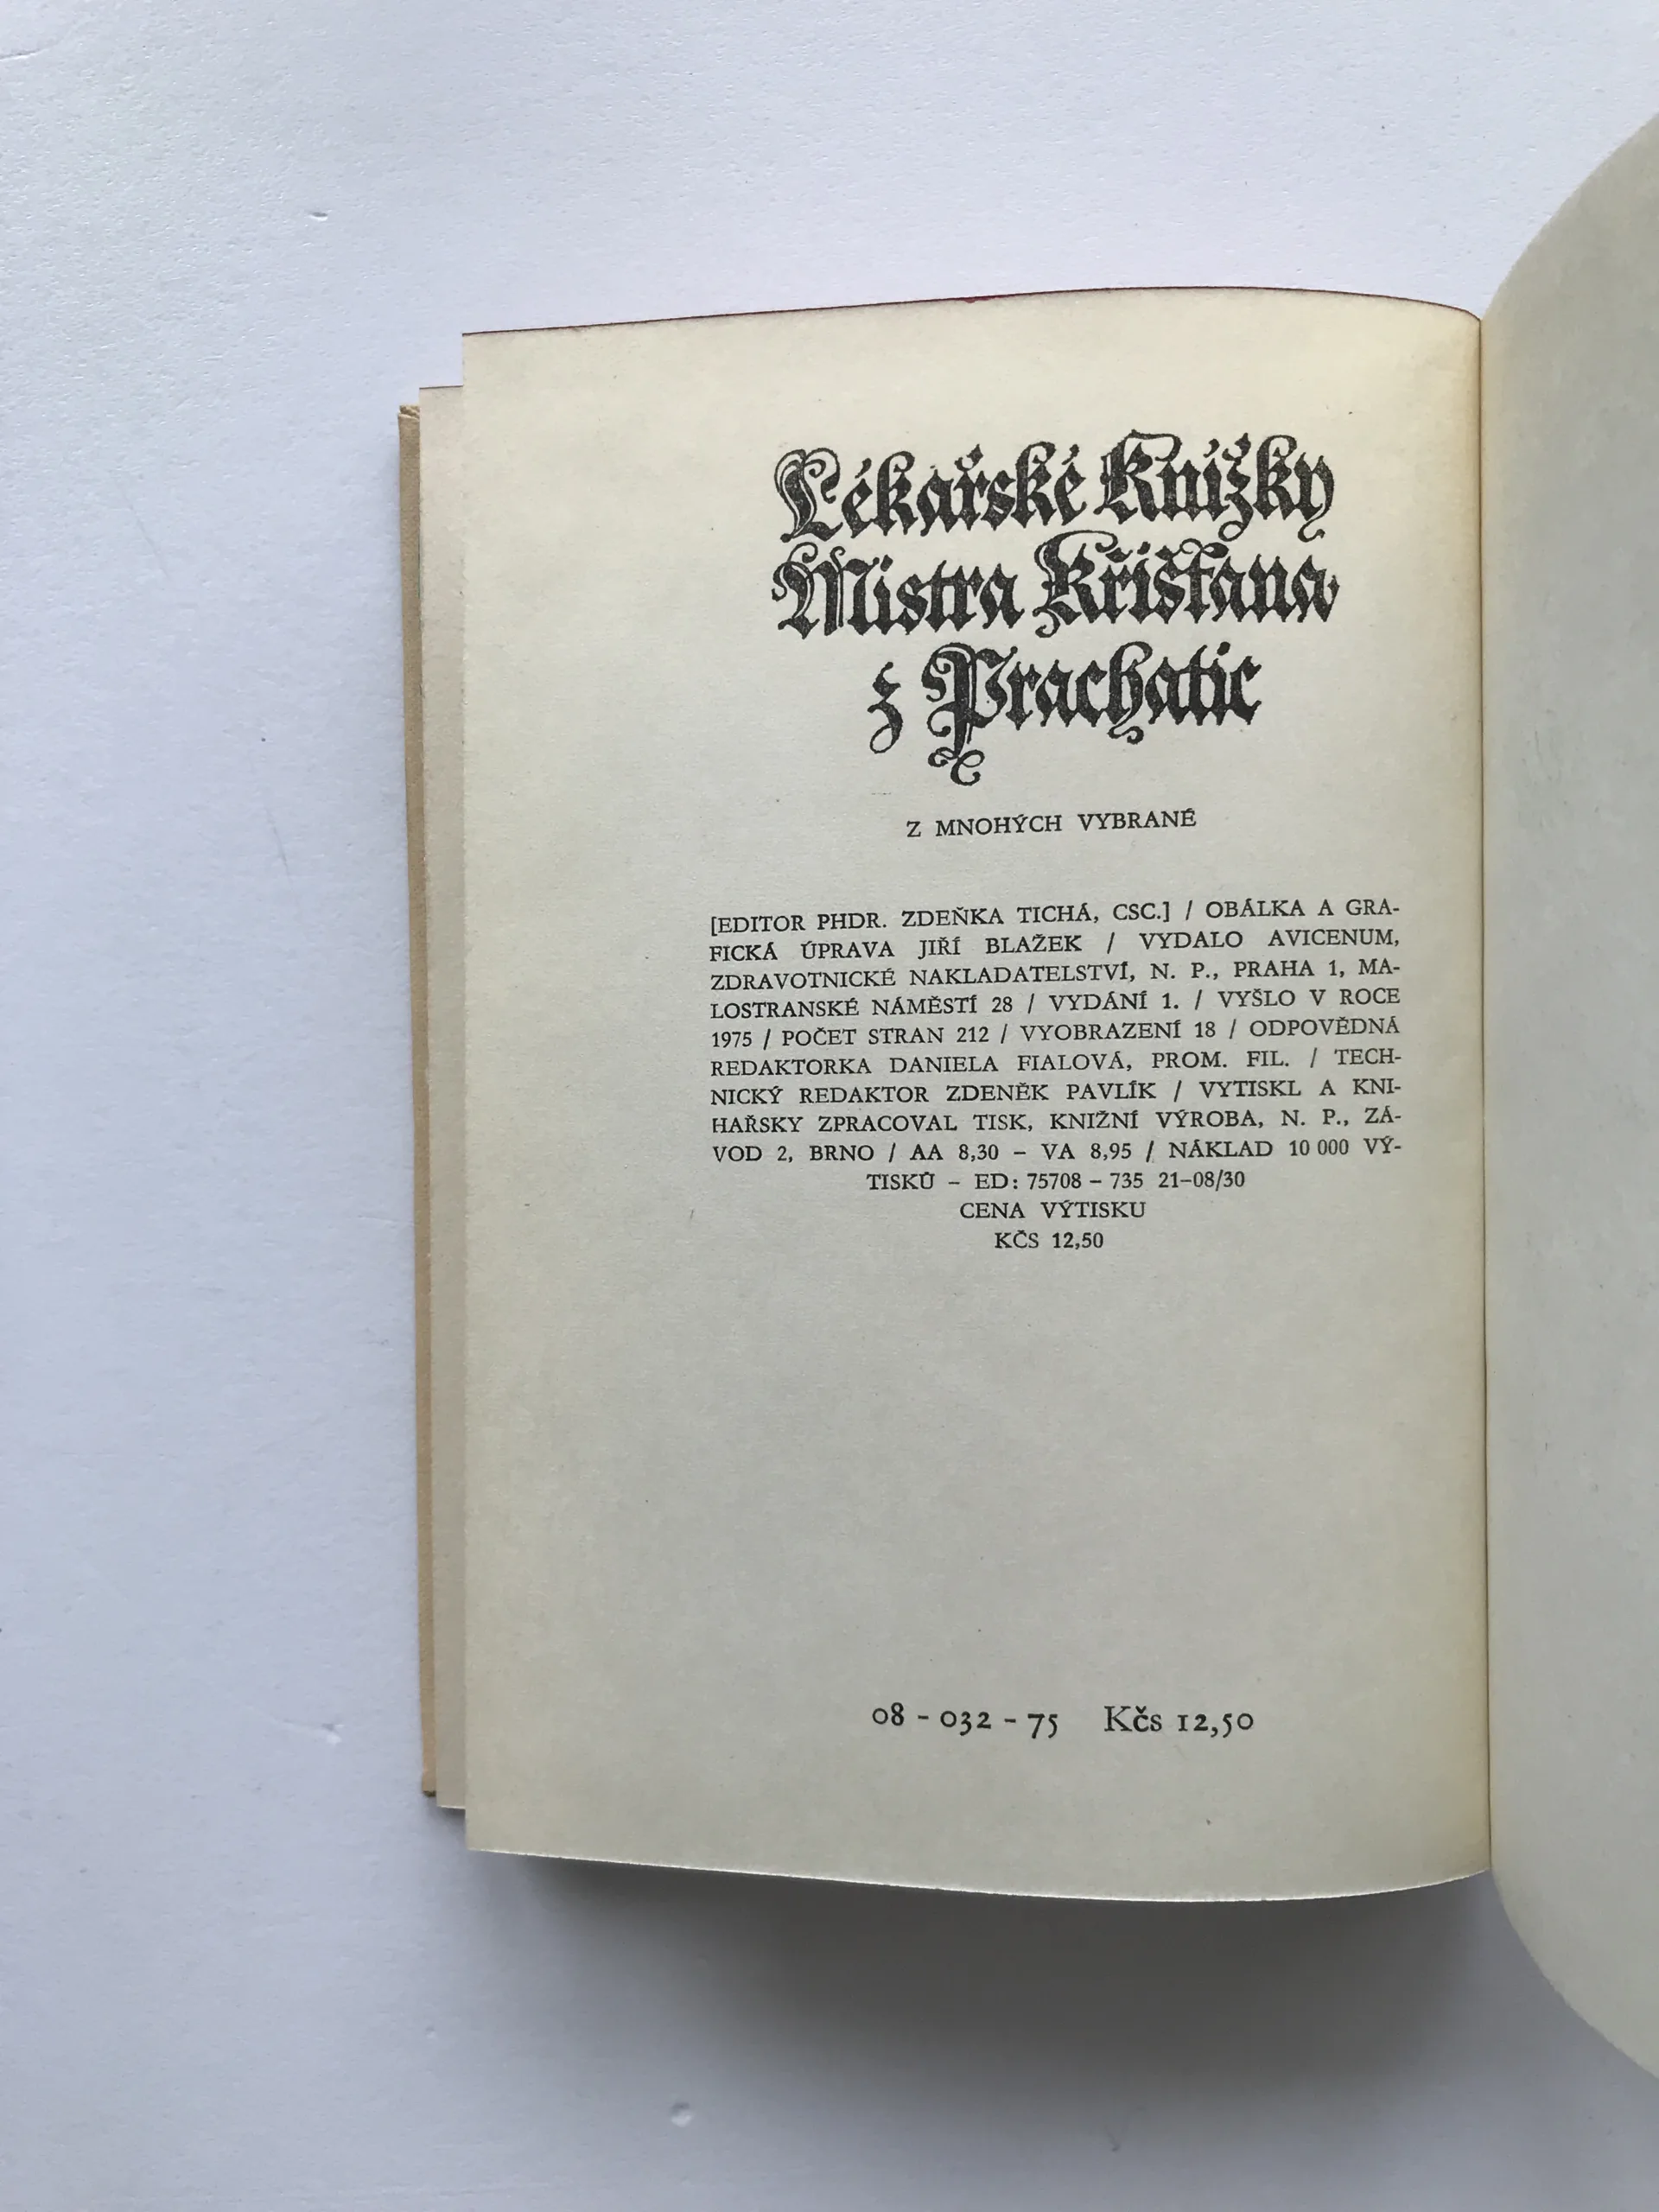 Lékařské Knížky
Mistra Křišťana
z Prachatic
Z MNOHÝCH VYBRANÉ
[EDITOR PHDR. ZDEŇKA TICHÁ, CSC.] / OBÁLKA A GRA-
FICKÁ ÚPRAVA JIŘÍ BLAŽEK / VYDALO AVICENUM,
ZDRAVOTNICKÉ NAKLADATELSTVÍ, N. P., PRAHA 1, MA-
LOSTRANSKÉ NÁMĚSTÍ 28 / VYDÁNÍ 1. / VYŠLO V ROCE
1975 / POČET STRAN 212 / VYOBRAZENÍ 18 / ODPOVĚDNÁ
REDAKTORKA DANIELA FIALOVÁ, PROM. FIL. / TECH-
NICKÝ REDAKTOR ZDENĚK PAVLÍK / VYTISKL A KNI-
HAŘSKY ZPRACOVAL TISK, KNIŽNÍ VÝROBA, N. P., ZÁ-
VOD 2, BRNO / AA 8,30 – VA 8,95 / NÁKLAD 10 000 VÝ-
TISKŮ – ED: 75708 – 735 21–08/30
CENA VÝTISKU
KČS 12,50
08 - 032 - 75 Kčs 12,50